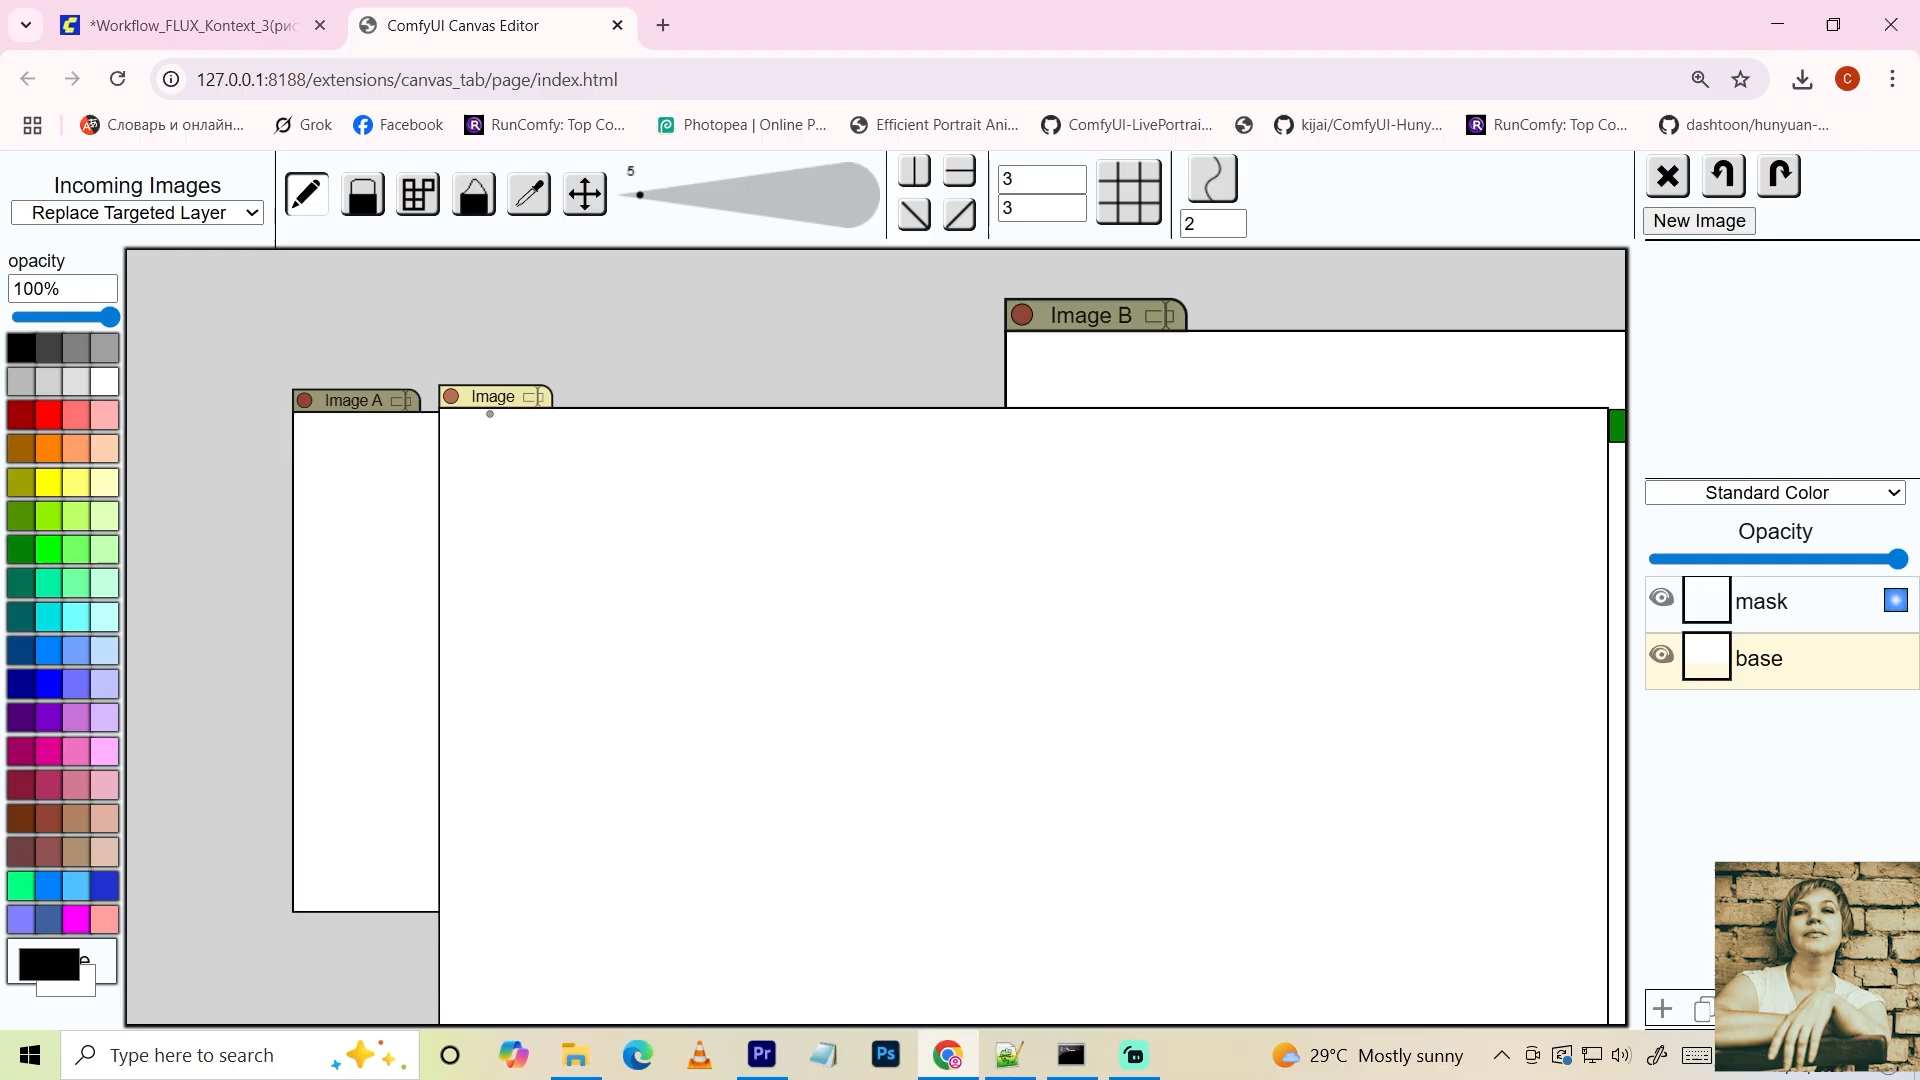 *Workflow_FLUX_Kontext_3(рис
ComfyUI Canvas Editor
127.0.0.1:8188/extensions/canvas_tab/page/index.html
C
Словарь и онлайн...
Grok
Facebook
RunComfy: Top Co...
Photopea | Online P...
Efficient Portrait Ani...
ComfyUI-LivePortrai...
kijai/ComfyUI-Huny...
RunComfy: Top Co...
dashtoon/hunyuan-...
Incoming Images
Replace Targeted Layer
5
3
3
2
New Image
opacity
100%
Image B
Image A
Image
Standard Color
Opacity
mask
base
Type here to search
Pr
Ps
29°C Mostly sunny